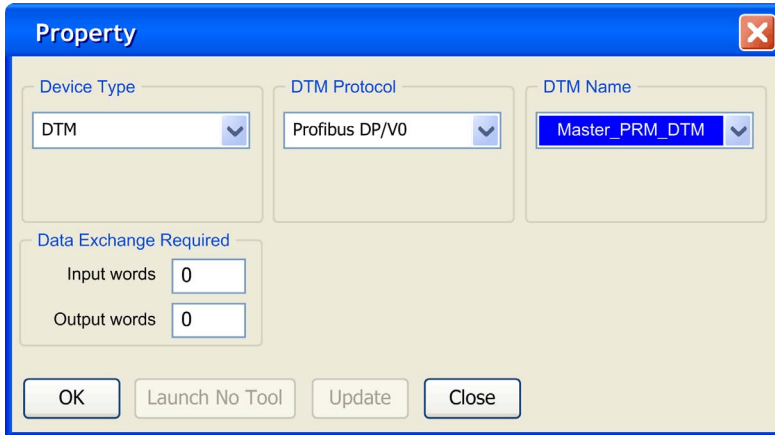 Property
Device Type
DTM Protocol
DTM Name
DTM
Profibus DP/V0
Master_PRM_DTM
Data Exchange Required
Input words 0
Output words 0
OK
Launch No Tool
Update
Close